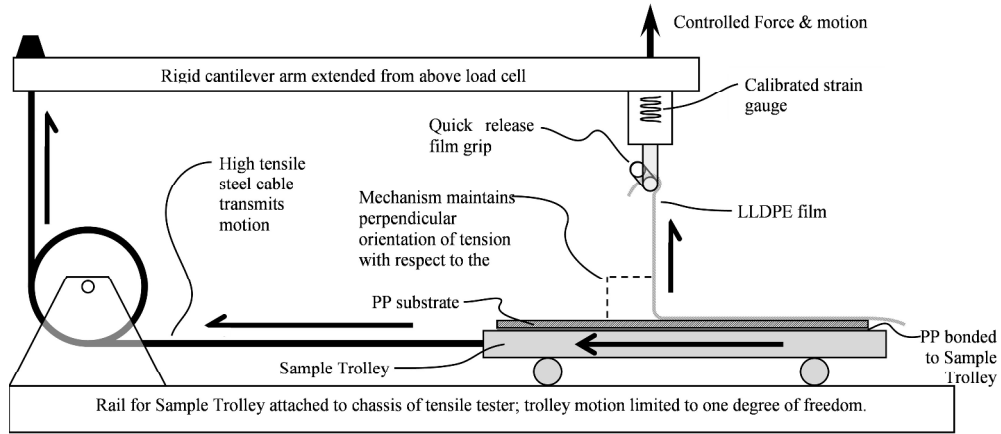 Controlled Force & motion
Rigid cantilever arm extended from above load cell
Calibrated strain
gauge
Quick release
film grip
High tensile
steel cable
transmits
motion
Mechanism maintains
perpendicular
orientation of tension
with respect to the
LLDPE film
PP substrate
Sample Trolley
PP bonded
to Sample
Trolley
Rail for Sample Trolley attached to chassis of tensile tester; trolley motion limited to one degree of freedom.